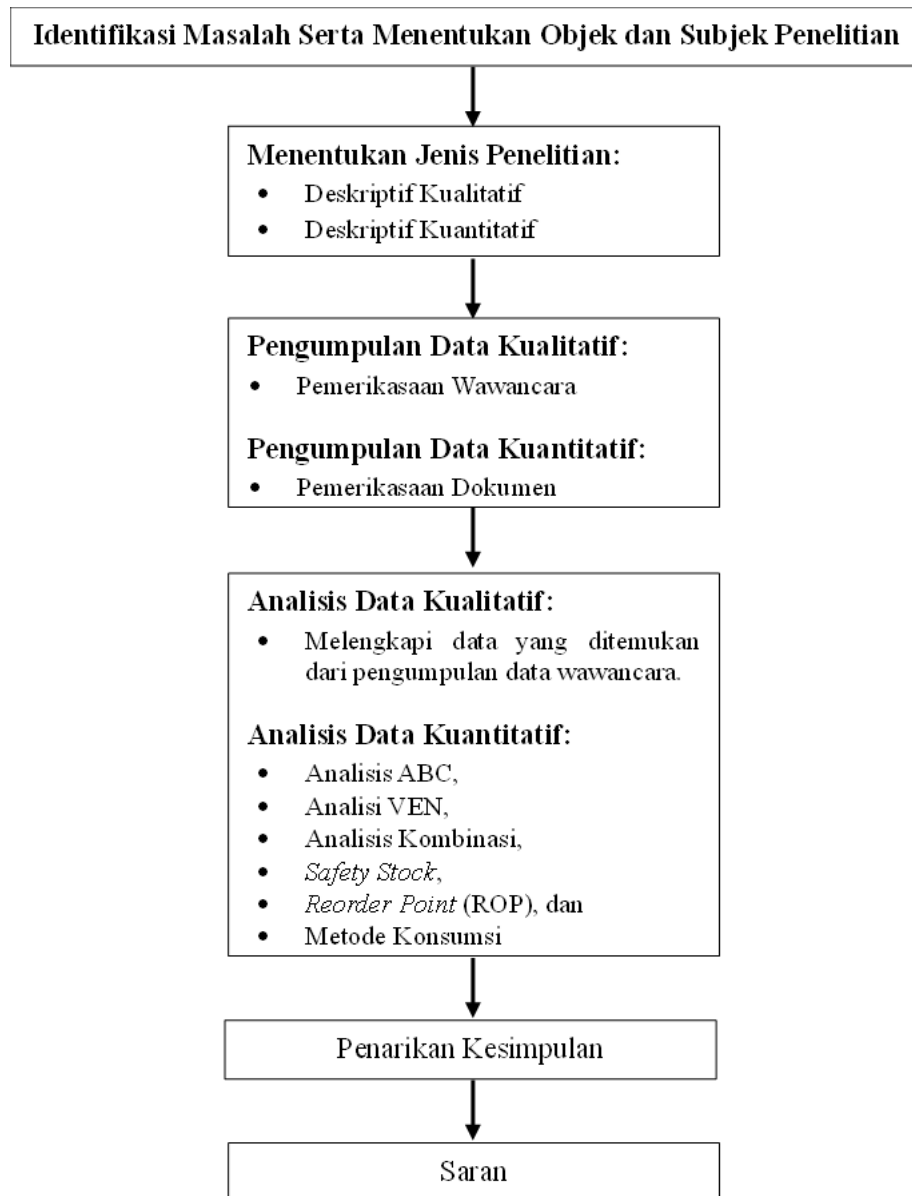 Identifikasi Masalah Serta Menentukan Objek dan Subjek Penelitian
Menentukan Jenis Penelitian:
• Deskriptif Kualitatif
• Deskriptif Kuantitatif
Pengumpulan Data Kualitatif:
• Pemerikasaan Wawancara
Pengumpulan Data Kuantitatif:
• Pemerikasaan Dokumen
Analisis Data Kualitatif:
• Melengkapi data yang ditemukan
dari pengumpulan data wawancara.
Analisis Data Kuantitatif:
• Analisis ABC,
• Analisi VEN,
• Analisis Kombinasi,
• Safety Stock,
• Reorder Point (ROP), dan
• Metode Konsumsi
Penarikan Kesimpulan
Saran